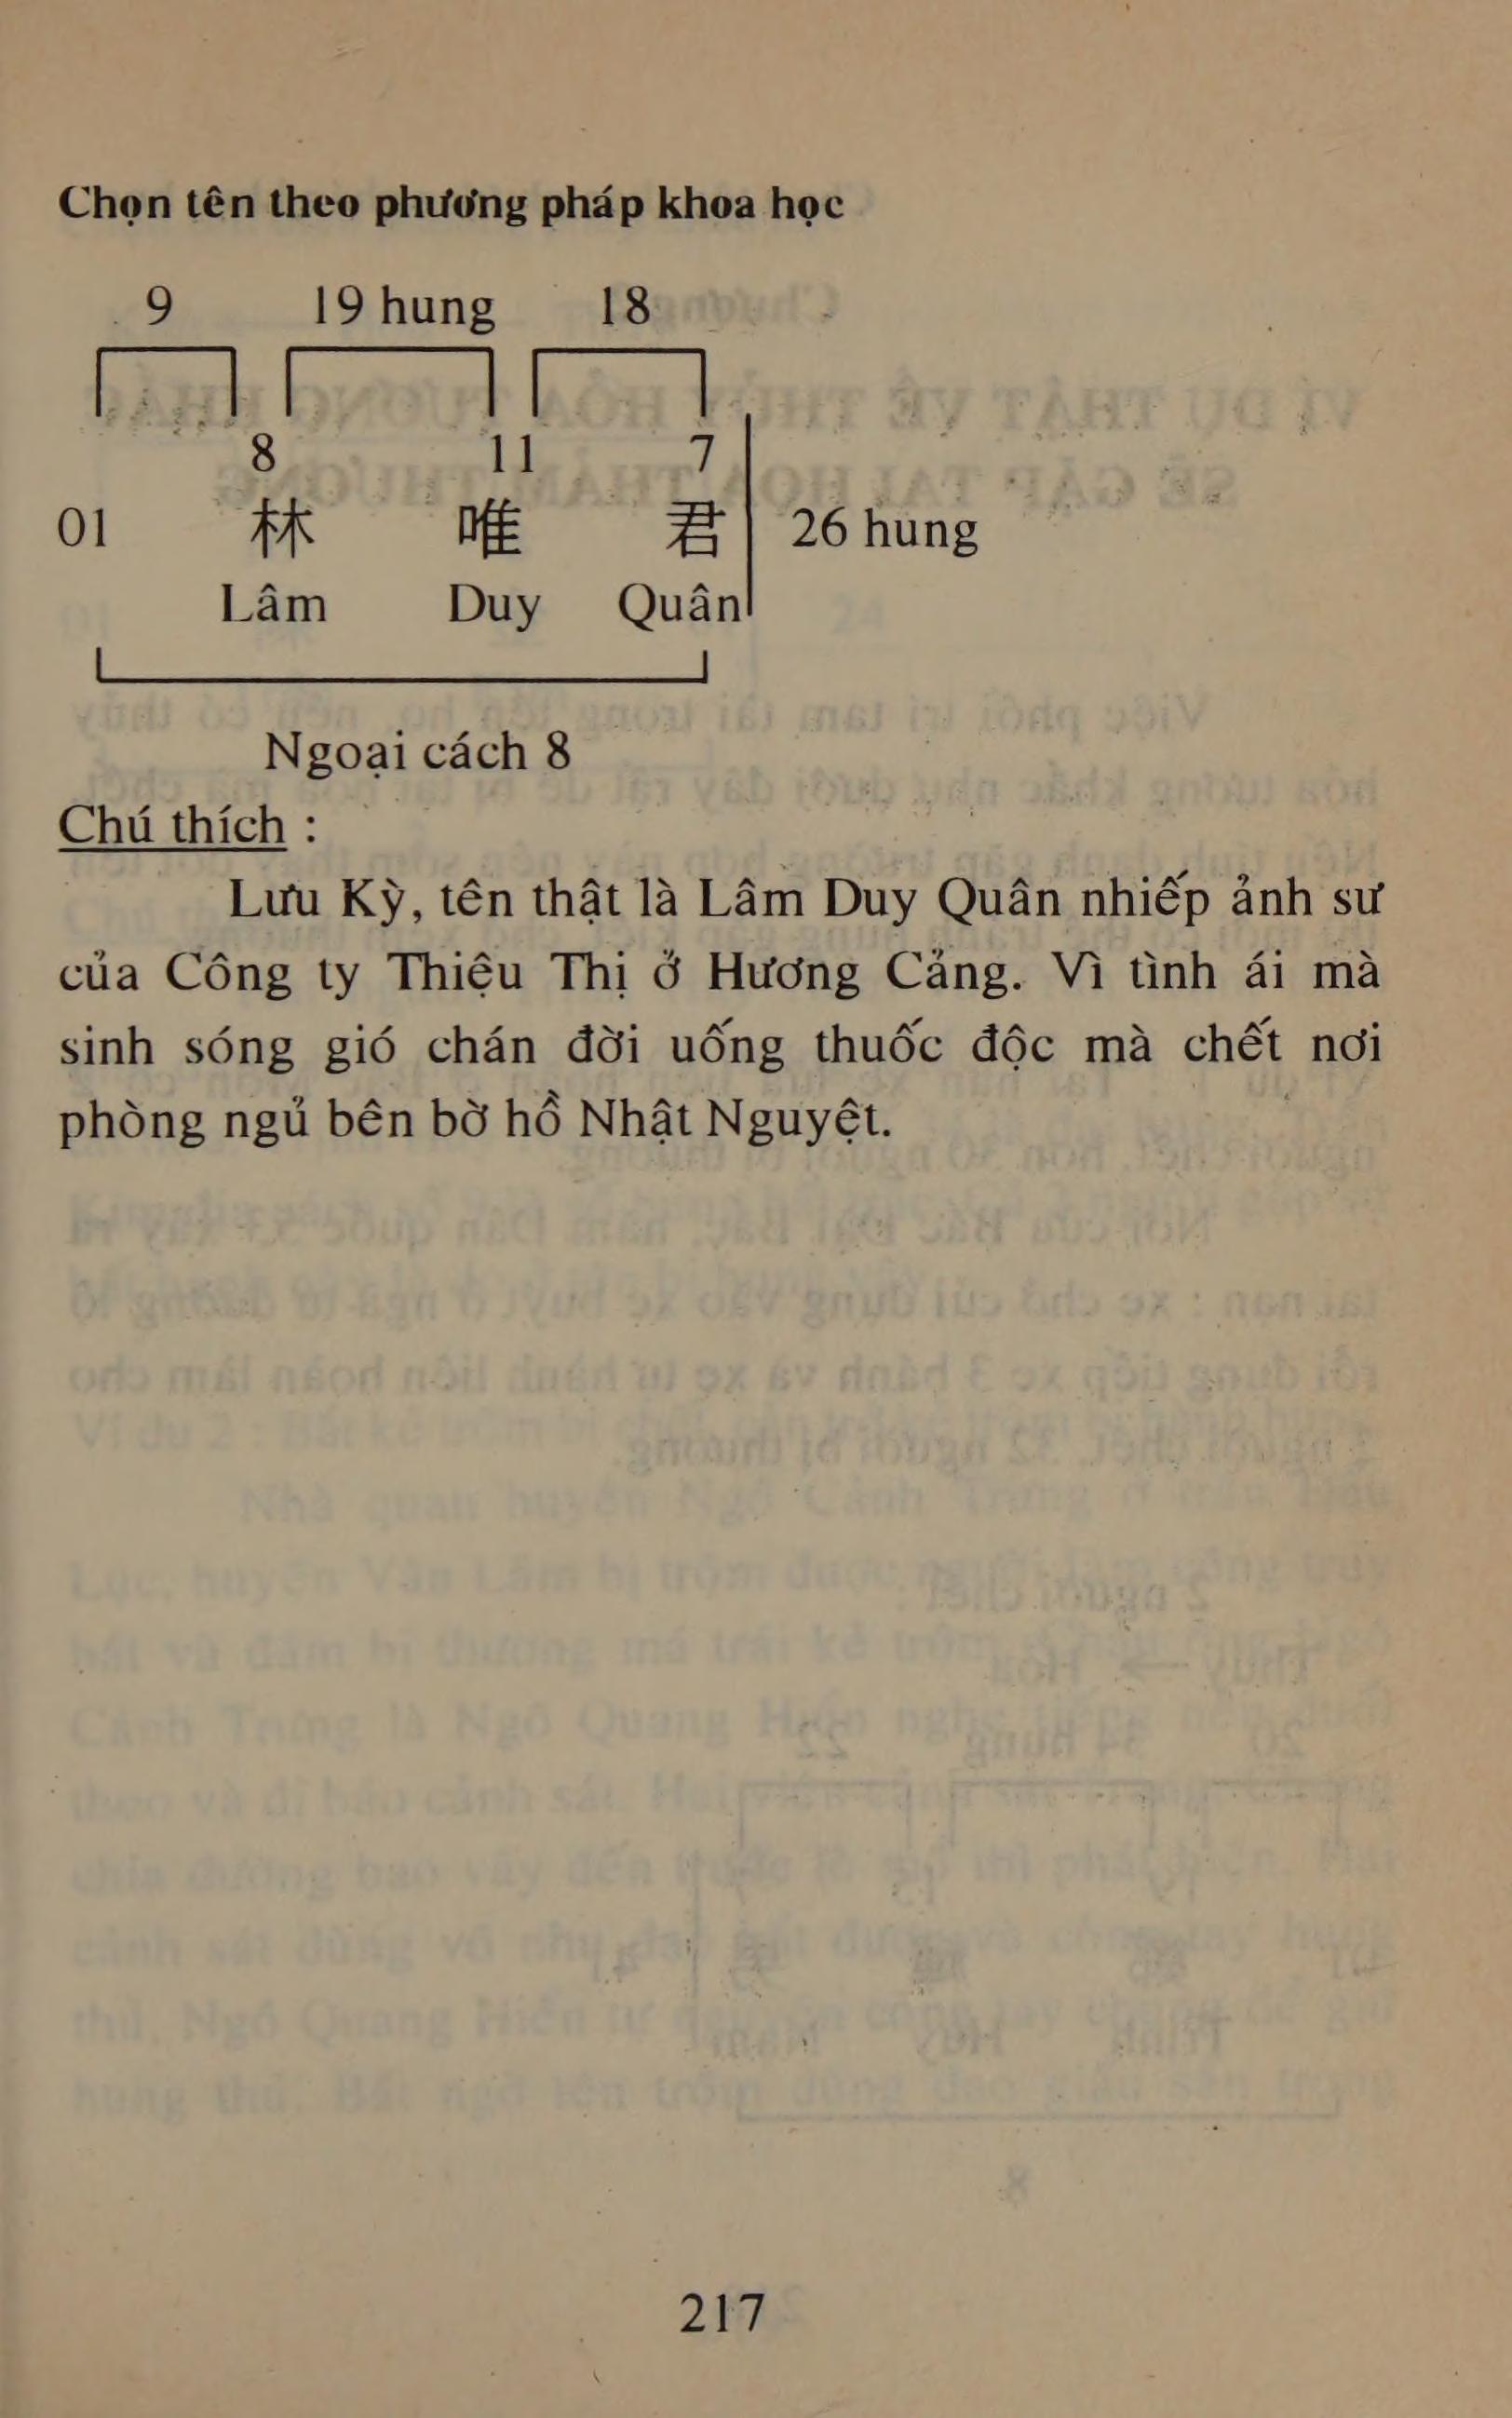 Chọn tên theo phương pháp khoa học
9 19 hung 18
8 11 7
01 林 唯 君 26 hung
Lâm Duy Quân
Ngoại cách 8
Chú thích :
Lưu Kỳ, tên thật là Lâm Duy Quân nhiếp ảnh sư
của Công ty Thiệu Thị ở Hương Cảng. Vì tình ái mà
sinh sóng gió chán đời uống thuốc độc mà chết nơi
phòng ngủ bên bờ hồ Nhật Nguyệt.
217